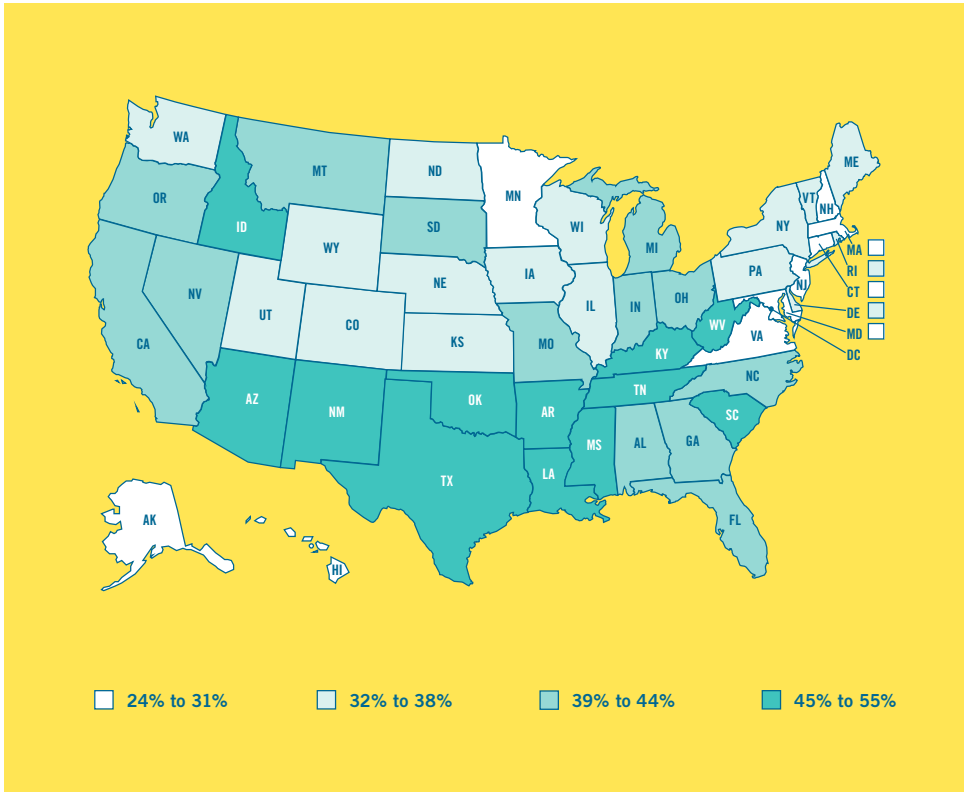 WA
MT
ND
MN
OR
ID
SD
WI
MI
ME
VT
NH
NY
WY
IA
NE
PA
MA
RI
NJ
CT
NV
UT
CO
IL
IN
OH
DE
MD
DC
CA
KS
MO
WV
VA
KY
AZ
NM
OK
AR
TN
NC
SC
MS
AL
GA
TX
LA
FL
AK
HI
24% to 31%
32% to 38%
39% to 44%
45% to 55%